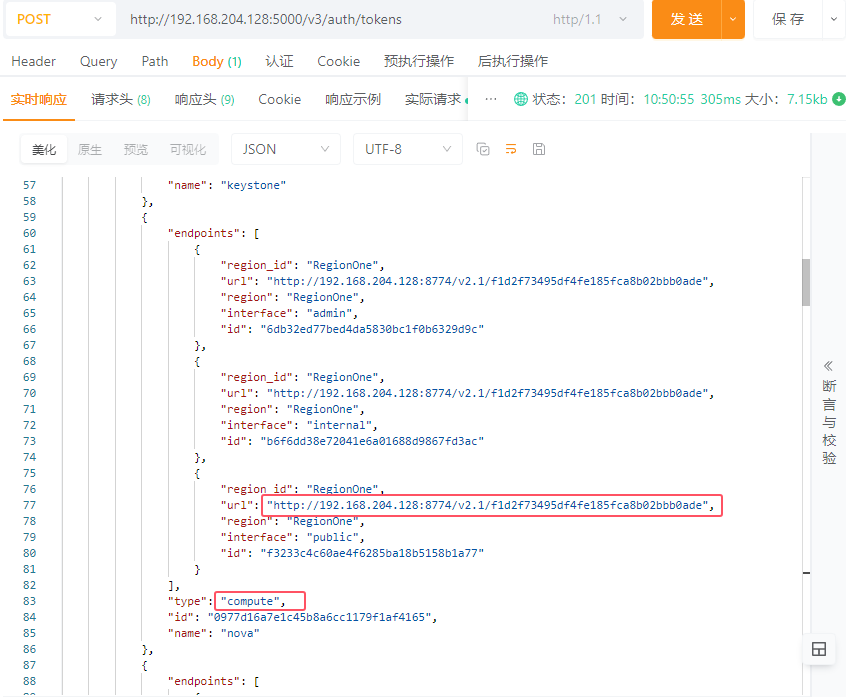 POST http://192.168.204.128:5000/v3/auth/tokens http/1.1 发 送 保 存
Header Query Path Body (1) 认证 Cookie 预执行操作 后执行操作
实时响应 请求头 (8) 响应头 (9) Cookie 响应示例 实际请求 ··· 状态: 201 时间: 10:50:55 305ms 大小: 7.15kb
美化 原生 预览 可视化 JSON UTF-8
57 "name": "keystone"
58 },
59 {
60 "endpoints": [
61 {
62 "region_id": "RegionOne",
63 "url": "http://192.168.204.128:8774/v2.1/f1d2f73495df4fe185fca8b02bbb0ade",
64 "region": "RegionOne",
65 "interface": "admin",
66 "id": "6db32ed77bed4da5830bc1f0b6329d9c"
67 },
68 {
69 "region_id": "RegionOne",
70 "url": "http://192.168.204.128:8774/v2.1/f1d2f73495df4fe185fca8b02bbb0ade",
71 "region": "RegionOne",
72 "interface": "internal",
73 "id": "b6f6dd38e72041e6a01688d9867fd3ac"
74 },
75 {
76 "region_id": "RegionOne",
77 "url": "http://192.168.204.128:8774/v2.1/f1d2f73495df4fe185fca8b02bbb0ade",
78 "region": "RegionOne",
79 "interface": "public",
80 "id": "f3233c4c60ae4f6285ba18b5158b1a77"
81 }
82 ],
83 "type": "compute",
84 "id": "0977d16a7e1c45b8a6cc1179f1af4165",
85 "name": "nova"
86 },
87 {
88 "endpoints": [
断言与校验